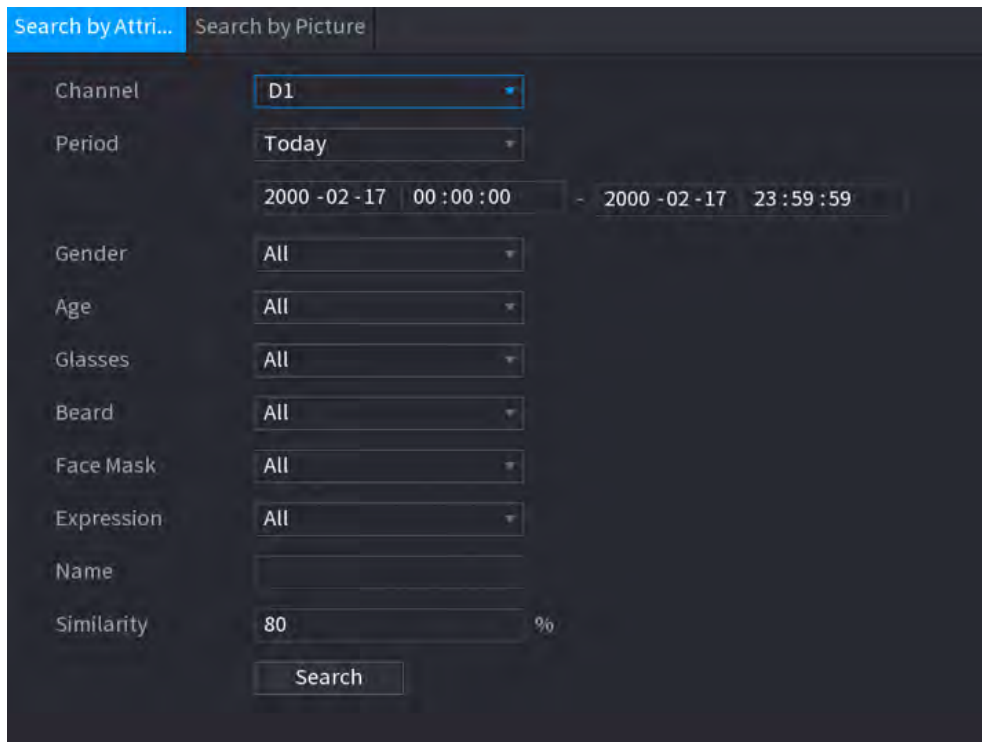 Search by Attri... Search by Picture
Channel D1
Period Today
2000 -02 -17 00 :00 :00 - 2000 -02 -17 23 :59 :59
Gender All
Age All
Glasses All
Beard All
Face Mask All
Expression All
Name
Similarity 80 %
Search